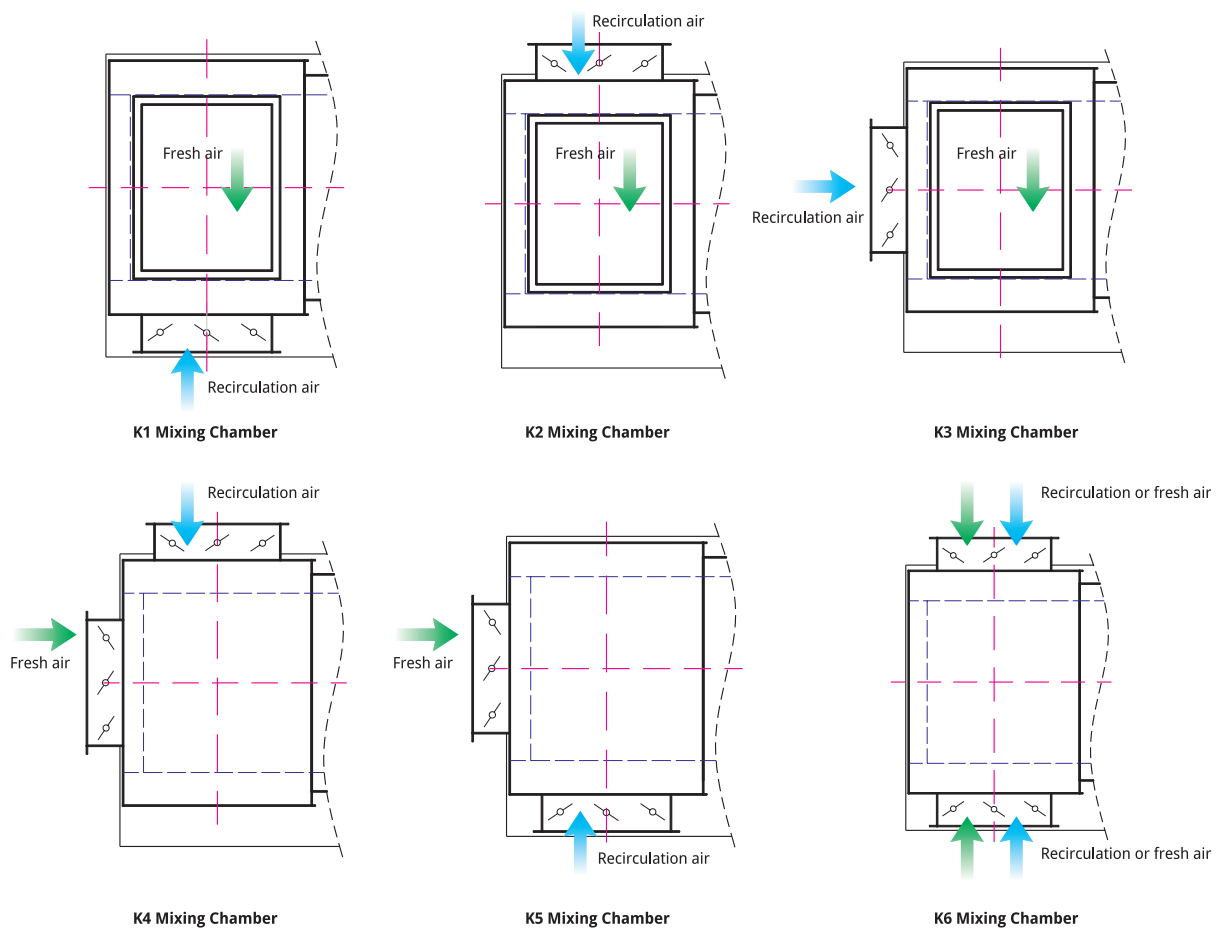 Recirculation air
Fresh air
Recirculation air
K1 Mixing Chamber
Fresh air
K2 Mixing Chamber
Fresh air
Recirculation air
K3 Mixing Chamber
Recirculation air
Fresh air
K4 Mixing Chamber
Fresh air
Recirculation air
K5 Mixing Chamber
Recirculation or fresh air
Recirculation or fresh air
K6 Mixing Chamber